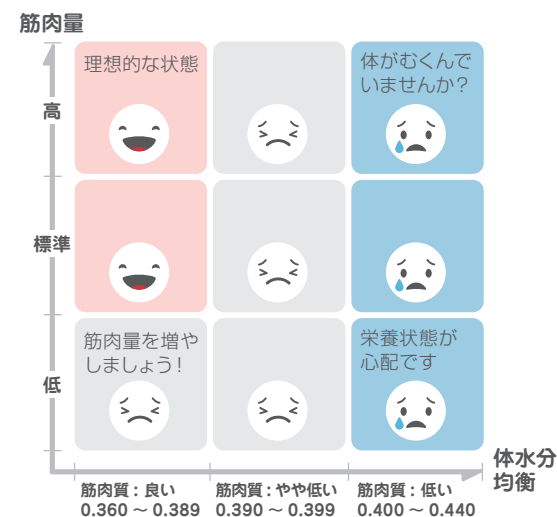 筋肉量
理想的な状態
体がむくんで
いませんか?
高
標準
筋肉量を増や
しましょう!
栄養状態が
心配です
低
体水分
均衡
筋肉質:良い
0.360 ~ 0.389
筋肉質:やや低い
0.390 ~ 0.399
筋肉質:低い
0.400 ~ 0.440